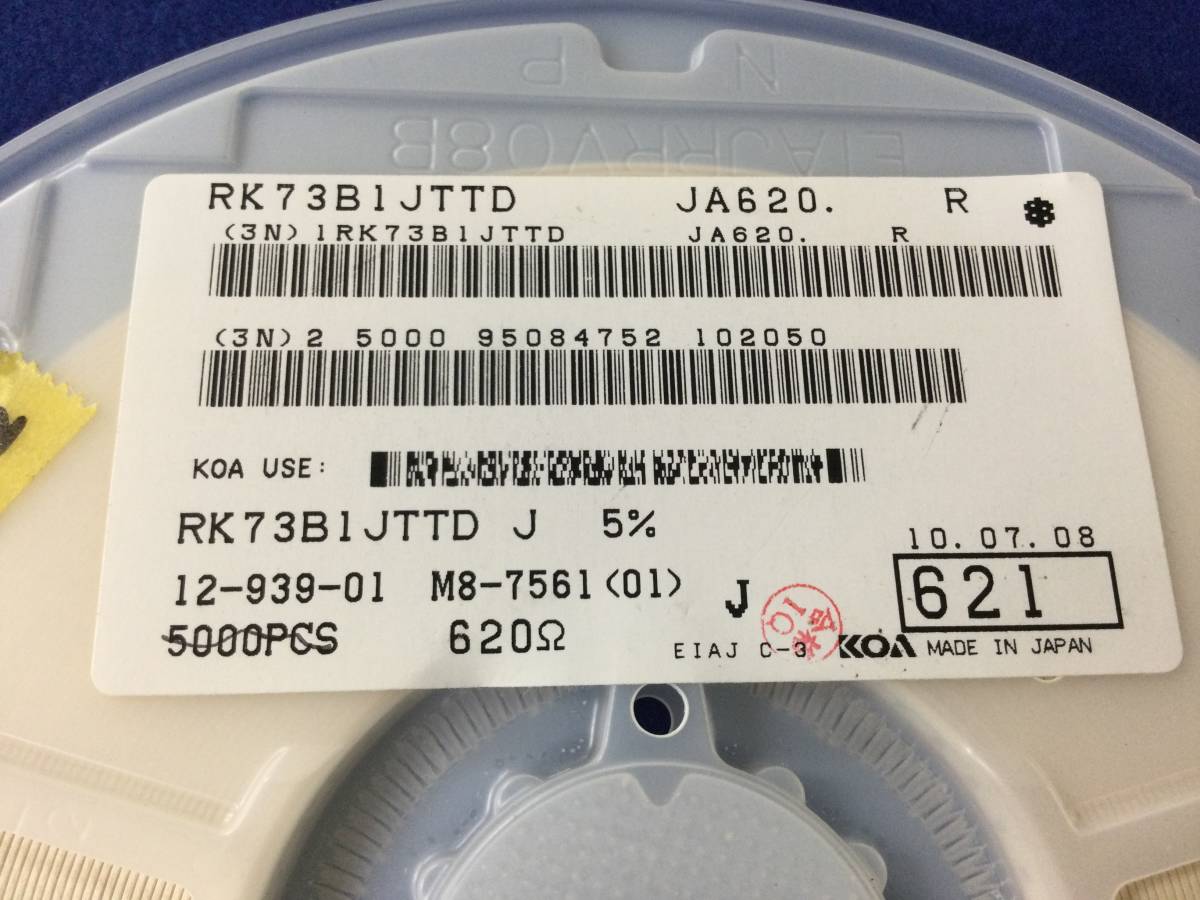 N P
EIAJRRV08B
RK73B1JTTD JA620. R *
(3N)1RK73B1JTTD JA620. R
(3N)2 5000 95084752 102050
KOA USE:
RK73B1JTTD J 5%
10.07.08
12-939-01 M8-7561(01) J 621
5000PCS 620Ω
EIAJ C-3 KOA MADE IN JAPAN